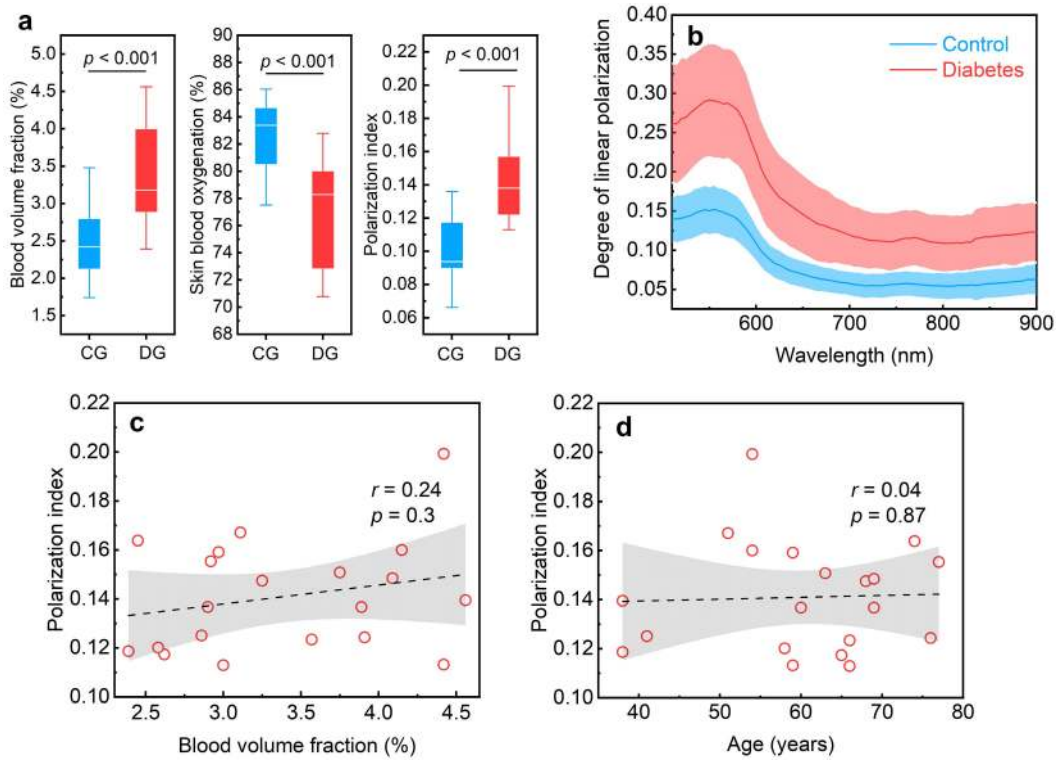 a
Blood volume fraction (%)
5.0
4.5
4.0
3.5
3.0
2.5
2.0
1.5
p < 0.001
CG DG
Skin blood oxygenation (%)
90
88
86
84
82
80
78
76
74
72
70
68
p < 0.001
CG DG
Polarization index
0.22
0.20
0.18
0.16
0.14
0.12
0.10
0.08
0.06
p < 0.001
CG DG
b
Degree of linear polarization
0.40
0.35
0.30
0.25
0.20
0.15
0.10
0.05
Control
Diabetes
600 700 800 900
Wavelength (nm)
c
Polarization index
0.22
0.20
0.18
0.16
0.14
0.12
0.10
r = 0.24
p = 0.3
2.5 3.0 3.5 4.0 4.5
Blood volume fraction (%)
d
Polarization index
0.22
0.20
0.18
0.16
0.14
0.12
0.10
r = 0.04
p = 0.87
40 50 60 70 80
Age (years)